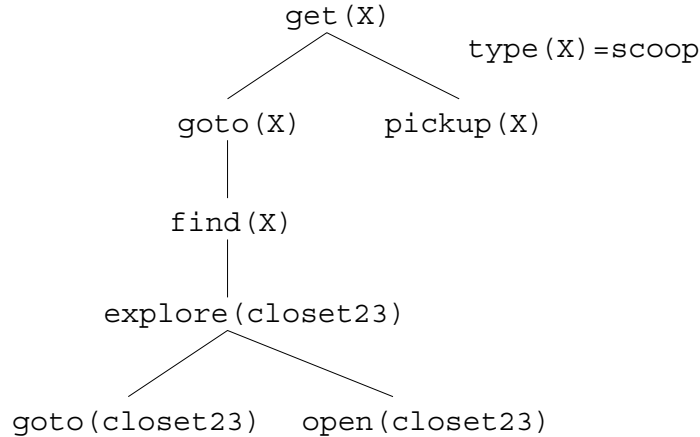 get(X)
type(X)=scoop
goto(X) pickup(X)
find(X)
explore(closet23)
goto(closet23) open(closet23)